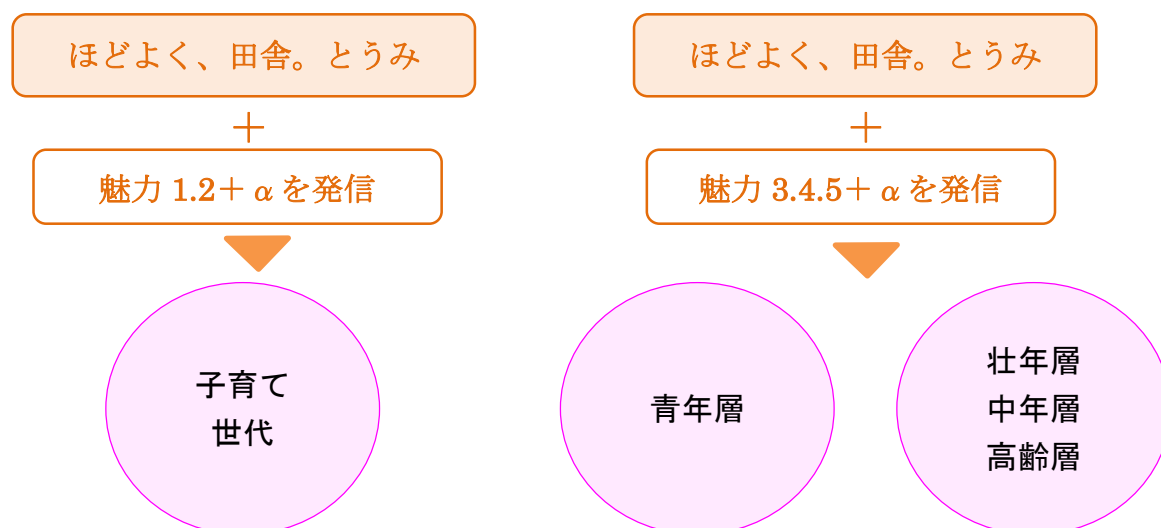 ほどよく、田舎。とうみ
＋
魅力 1.2＋ α を発信
子育て
世代
ほどよく、田舎。とうみ
＋
魅力 3.4.5＋ α を発信
青年層
壮年層
中年層
高齢層